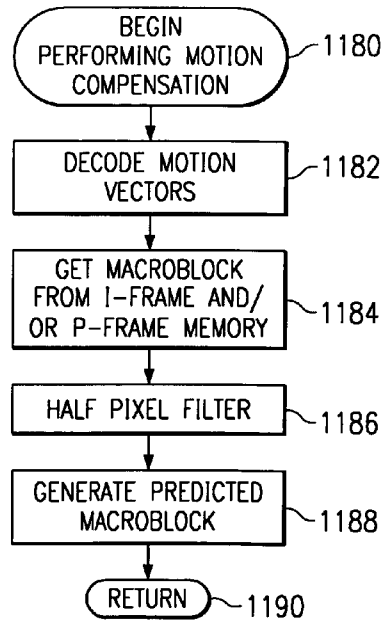 BEGIN
PERFORMING MOTION
COMPENSATION
1180
DECODE MOTION
VECTORS
1182
GET MACROBLOCK
FROM I-FRAME AND/
OR P-FRAME MEMORY
1184
HALF PIXEL FILTER
1186
GENERATE PREDICTED
MACROBLOCK
1188
RETURN
1190